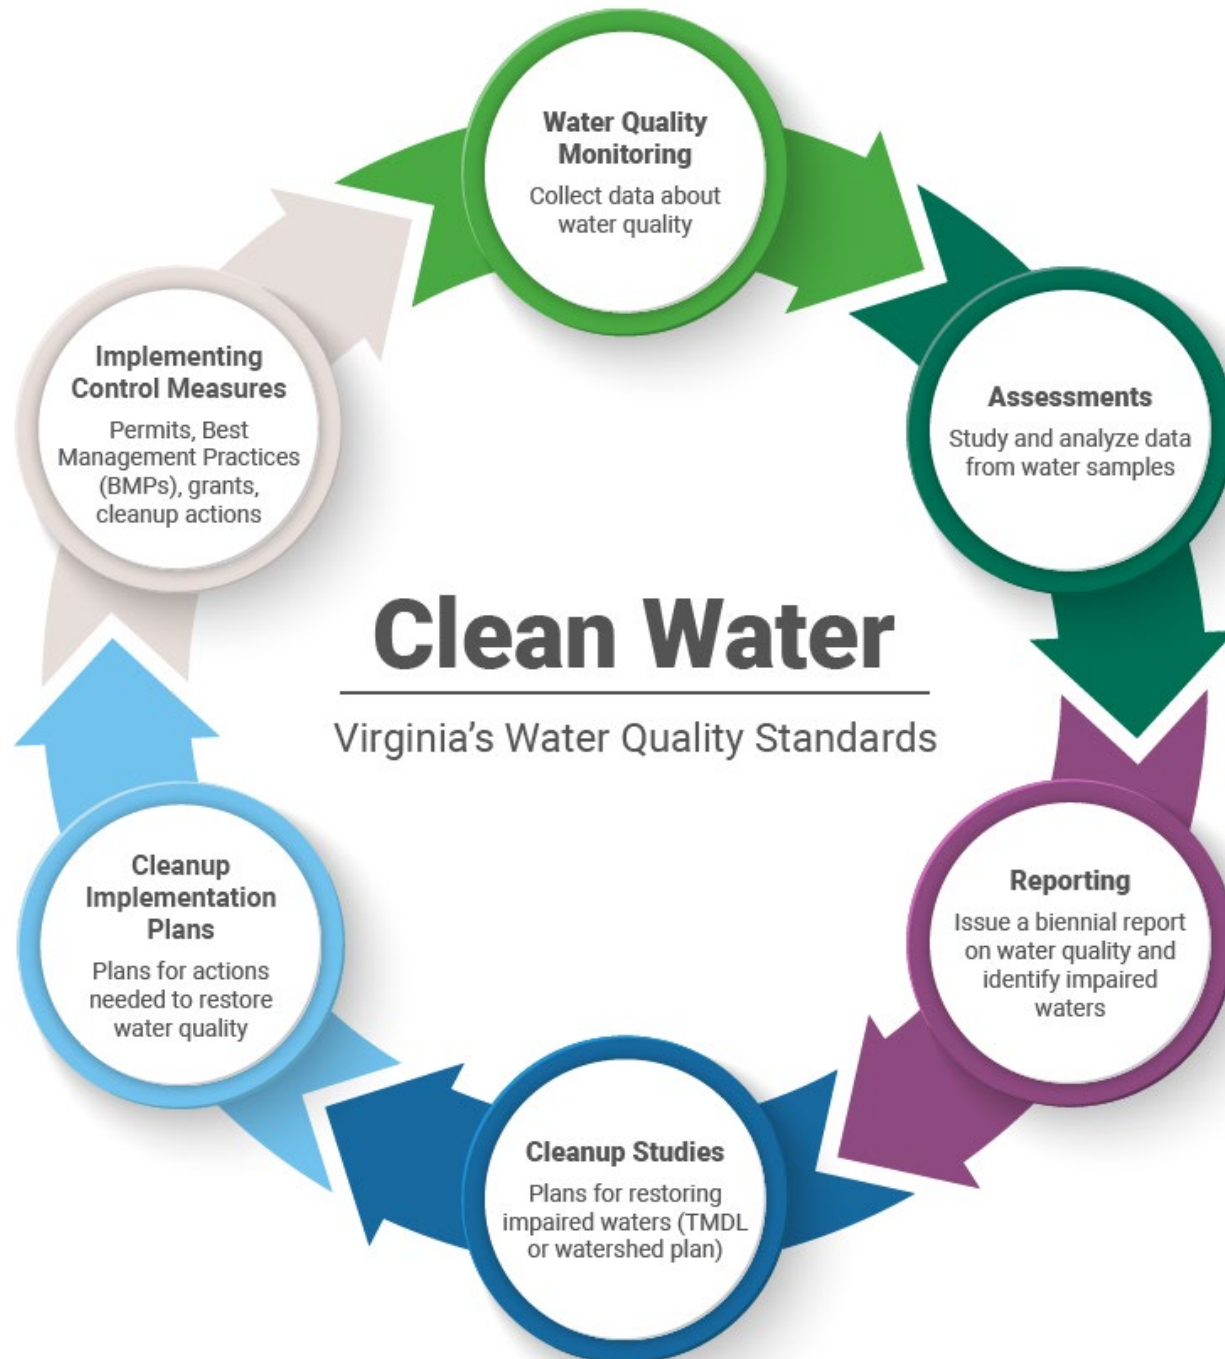 Water Quality
Monitoring
Collect data about
water quality
Assessments
Study and analyze data
from water samples
Reporting
Issue a biennial report
on water quality and
identify impaired
waters
Cleanup Studies
Plans for restoring
impaired waters (TMDL
or watershed plan)
Cleanup
Implementation
Plans
Plans for actions
needed to restore
water quality
Implementing
Control Measures
Permits, Best
Management Practices
(BMPs), grants,
cleanup actions
Clean Water
Virginia's Water Quality Standards